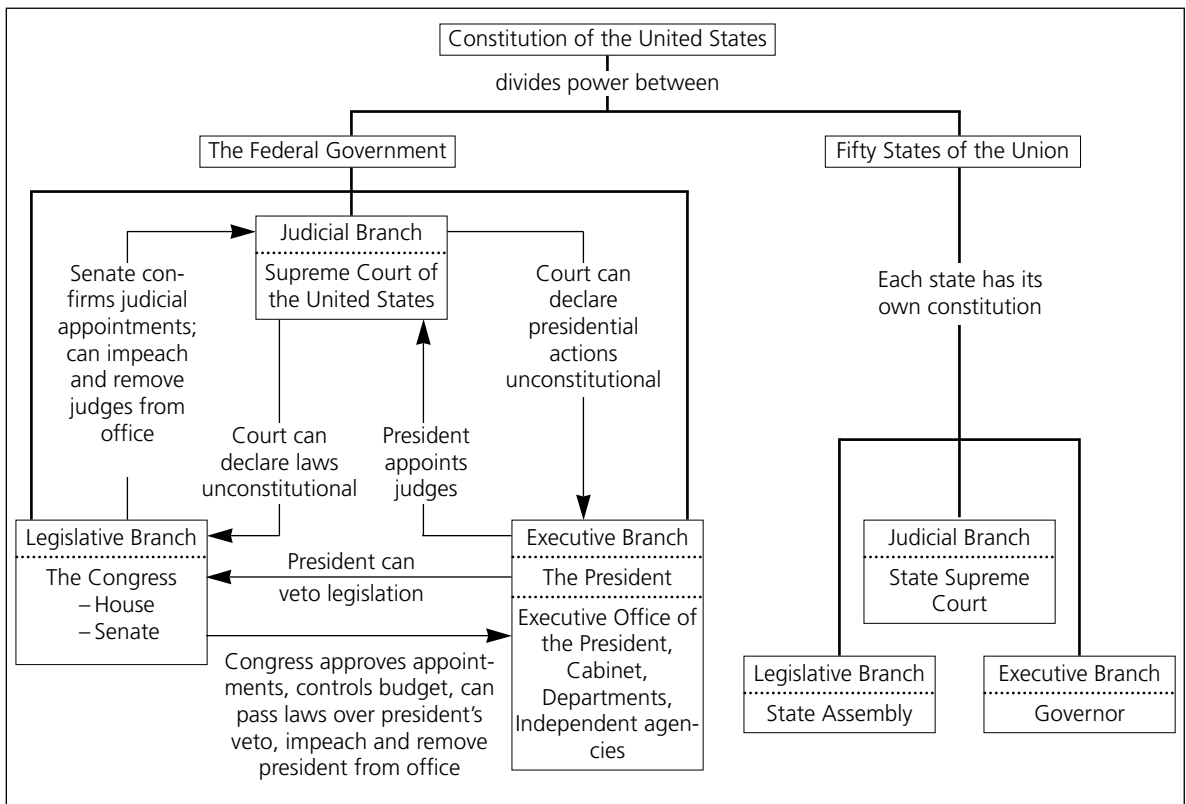 Constitution of the United States
divides power between
The Federal Government
Fifty States of the Union
Judicial Branch
Supreme Court of
the United States
Senate con-
firms judicial
appointments;
can impeach
and remove
judges from
office
Court can
declare
presidential
actions
unconstitutional
Each state has its
own constitution
Court can
declare laws
unconstitutional
President
appoints
judges
Legislative Branch
The Congress
– House
– Senate
President can
veto legislation
Executive Branch
The President
Executive Office of
the President,
Cabinet,
Departments,
Independent agen-
cies
Congress approves appoint-
ments, controls budget, can
pass laws over president's
veto, impeach and remove
president from office
Judicial Branch
State Supreme
Court
Legislative Branch
State Assembly
Executive Branch
Governor